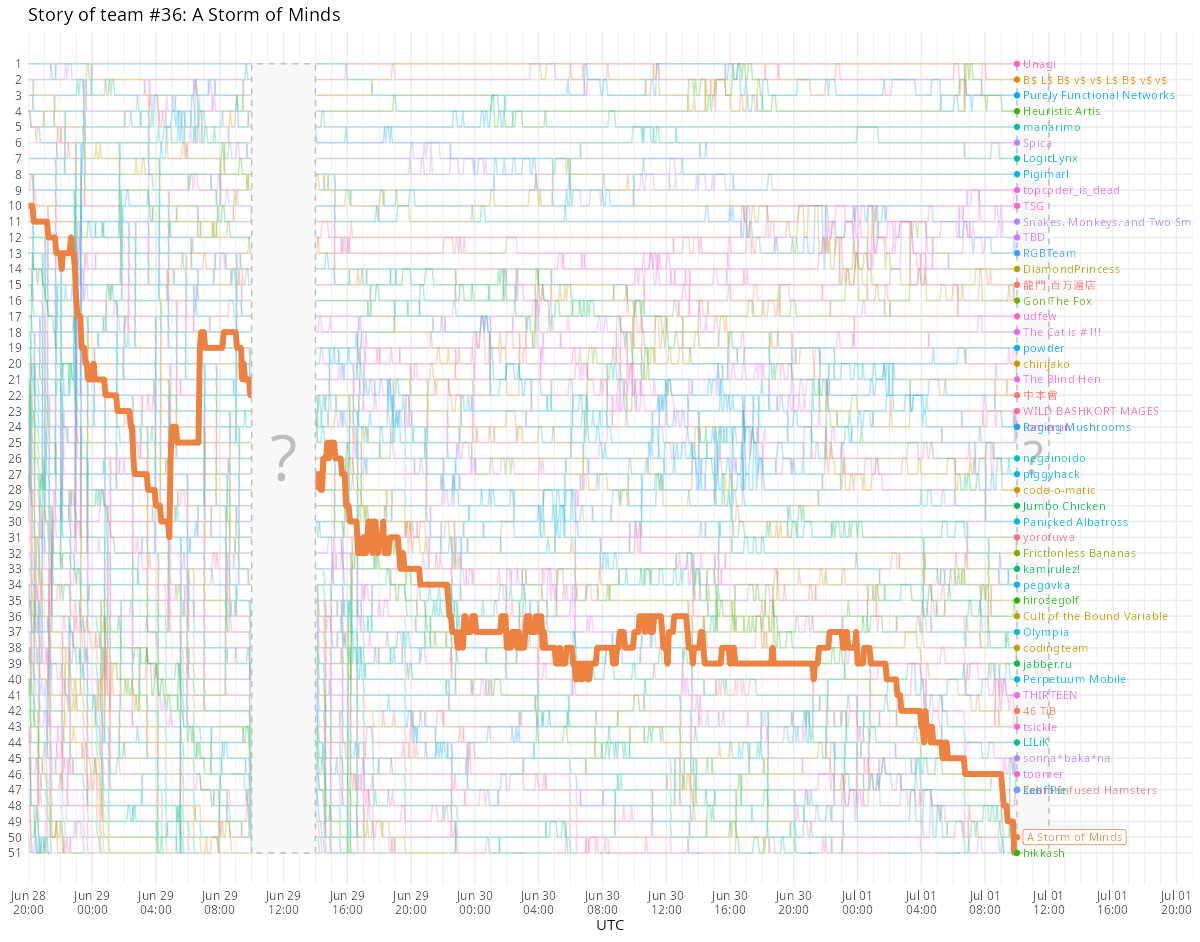 Story of team #36: A Storm of Minds
1
2
3
4
5
6
7
8
9
10
11
12
13
14
15
16
17
18
19
20
21
22
23
24
25
26
27
28
29
30
31
32
33
34
35
36
37
38
39
40
41
42
43
44
45
46
47
48
49
50
51
?
?
Unagi
B$ L$ B$ v$ v$ L$ B$ v$ v$
Purely Functional Networks
Heuristic Artis
manarimo
Spica
LogicLynx
Pigimarl
topcoder_is_dead
TSG
Snakes, Monkeys, and Two Sm
TBD
RGBTeam
DiamondPrincess
龍門 百万遍店
Gon the Fox
udfew
The Cat is #1!!
powder
chirijako
The Blind Hen
中本會
WILD BASHKORT MAGES
Raging Mushrooms
negainoido
piggyhack
code-o-matic
Jumbo Chicken
Panicked Albatross
yorofuwa
Frictionless Bananas
kamirulez!
pegovka
hirosegolf
Cult of the Bound Variable
Olympia
codingteam
jabber.ru
Perpetuum Mobile
THIRTEEN
46 TiB
tsickle
LILiK
sonna*baka*na
toomer
Hamsters
A Storm of Minds
hikkash
Jun 28 20:00
Jun 29 00:00
Jun 29 04:00
Jun 29 08:00
Jun 29 12:00
Jun 29 16:00
Jun 29 20:00
Jun 30 00:00
Jun 30 04:00
Jun 30 08:00
Jun 30 12:00
Jun 30 16:00
Jun 30 20:00
Jul 01 00:00
Jul 01 04:00
Jul 01 08:00
Jul 01 12:00
Jul 01 16:00
Jul 01 20:00
UTC